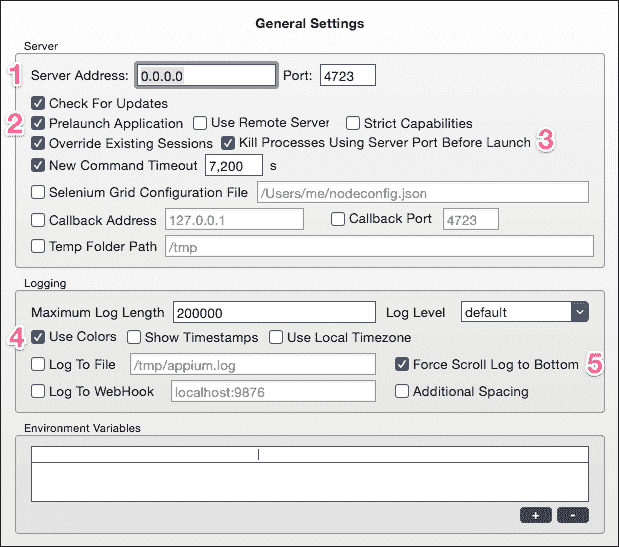 General Settings
Server
1 Server Address: 0.0.0.0 Port: 4723
Check For Updates
2 Prelaunch Application Use Remote Server Strict Capabilities
Override Existing Sessions Kill Processes Using Server Port Before Launch 3
New Command Timeout 7,200 s
Selenium Grid Configuration File /Users/me/nodeconfig.json
Callback Address 127.0.0.1 Callback Port 4723
Temp Folder Path /tmp
Logging
Maximum Log Length 200000 Log Level default
4 Use Colors Show Timestamps Use Local Timezone
Log To File /tmp/appium.log Force Scroll Log to Bottom 5
Log To WebHook localhost:9876 Additional Spacing
Environment Variables
+ -